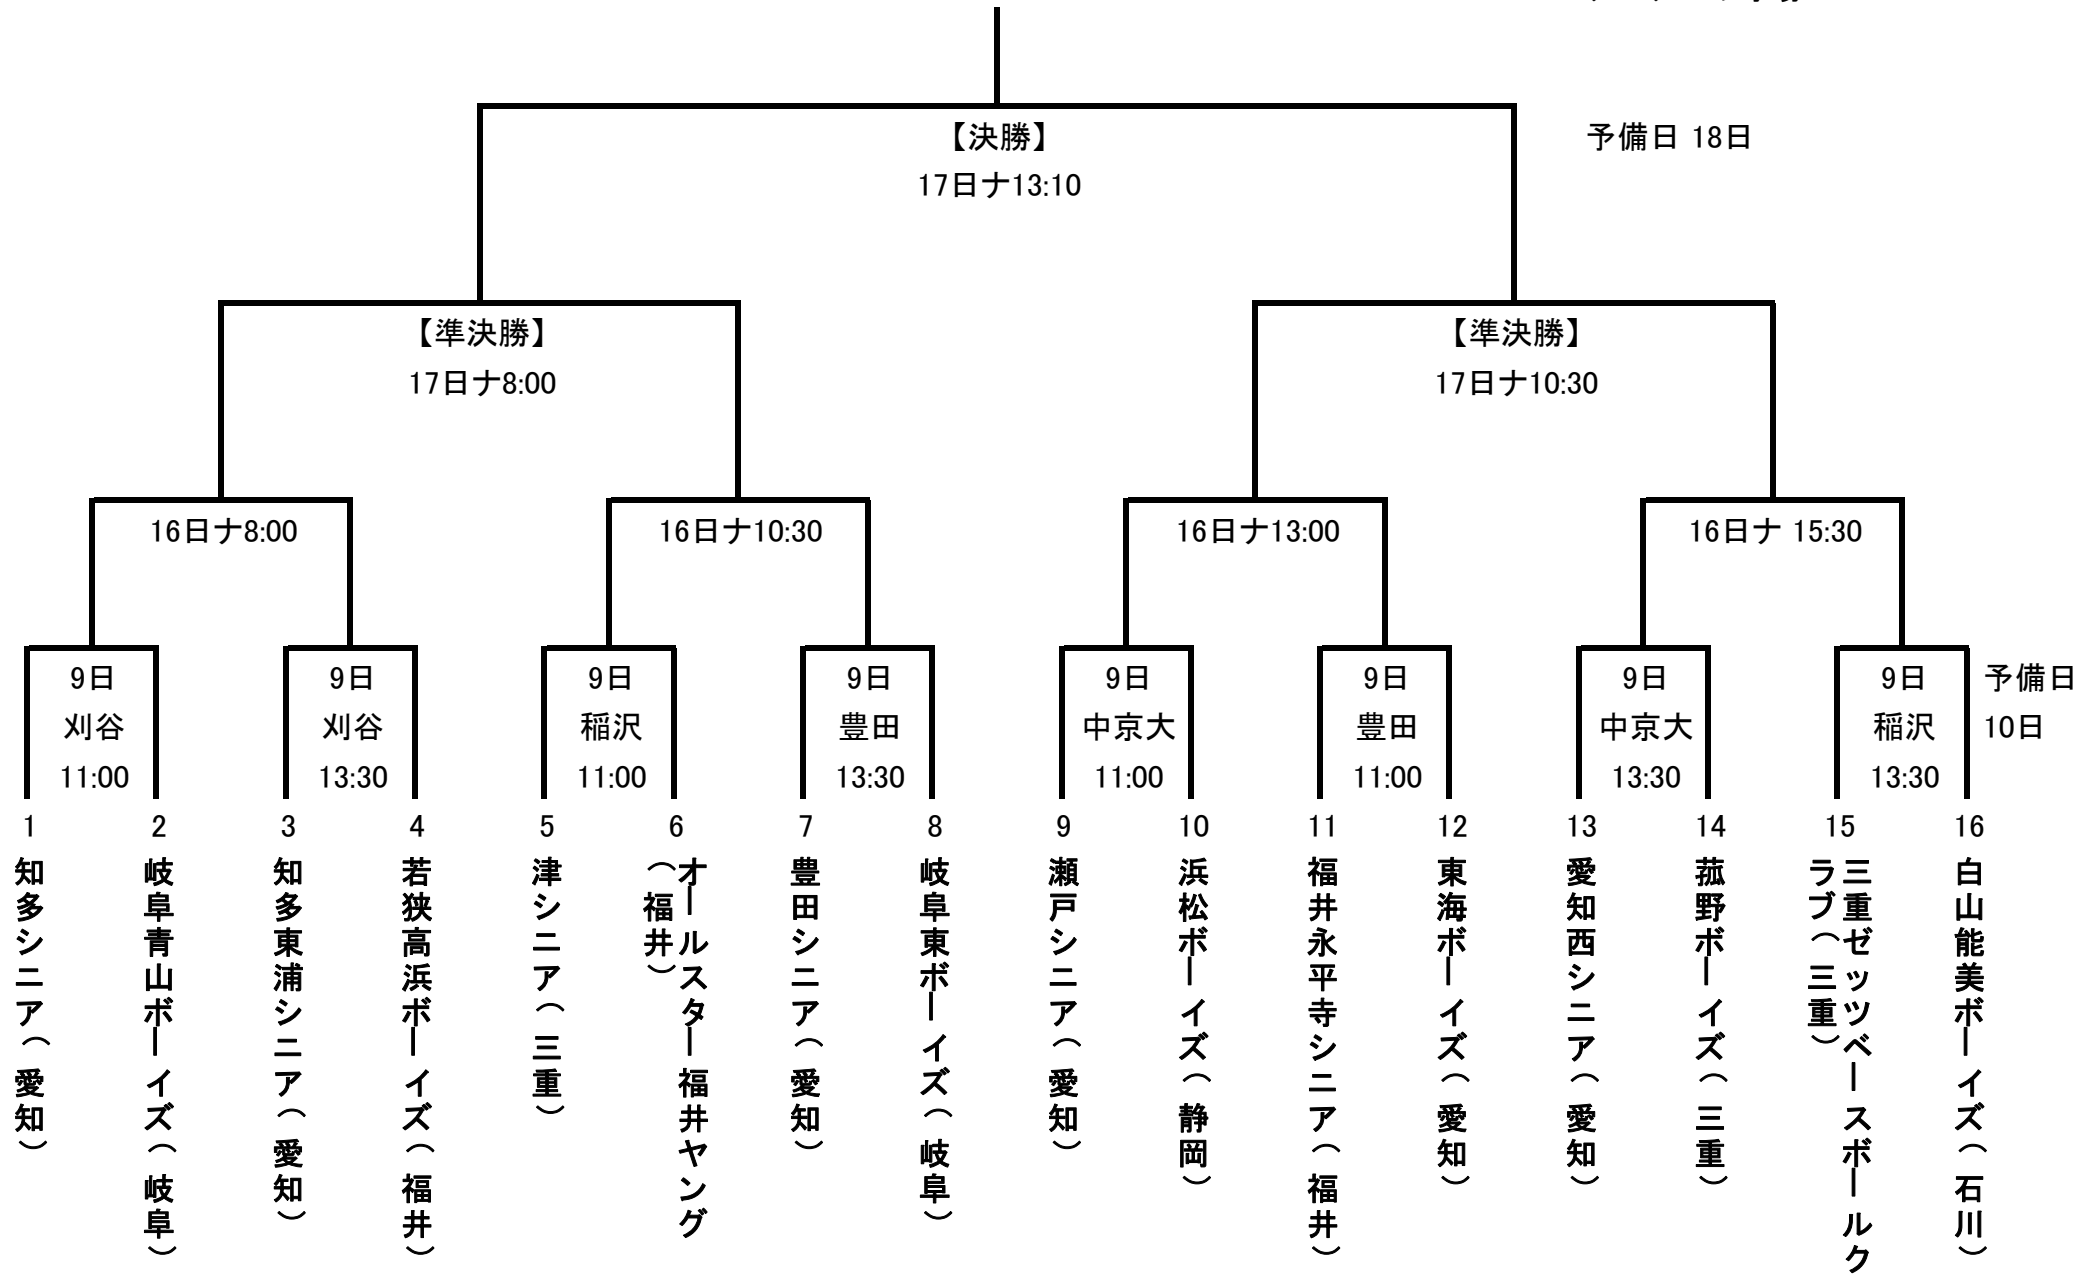 【決勝】
17日ナ13:10
予備日 18日
【準決勝】
17日ナ8:00
【準決勝】
17日ナ10:30
16日ナ8:00
16日ナ10:30
16日ナ13:00
16日ナ 15:30
9日
刈谷
11:00
9日
刈谷
13:30
9日
稲沢
11:00
9日
豊田
13:30
9日
中京大
11:00
9日
豊田
11:00
9日
中京大
13:30
9日
稲沢
13:30
予備日
10日
1
知多シニア(愛知)
2
岐阜青山ボーイズ(岐阜)
3
知多東浦シニア(愛知)
4
若狭高浜ボーイズ(福井)
5
津シニア(三重)
6
オールスター福井ヤング
(福井)
7
豊田シニア(愛知)
8
岐阜東ボーイズ(岐阜)
9
瀬戸シニア(愛知)
10
浜松ボーイズ(静岡)
11
福井永平寺シニア(福井)
12
東海ボーイズ(愛知)
13
愛知西シニア(愛知)
14
菰野ボーイズ(三重)
15
三重ゼッツベースボールク
ラブ(三重)
16
白山能美ボーイズ(石川)